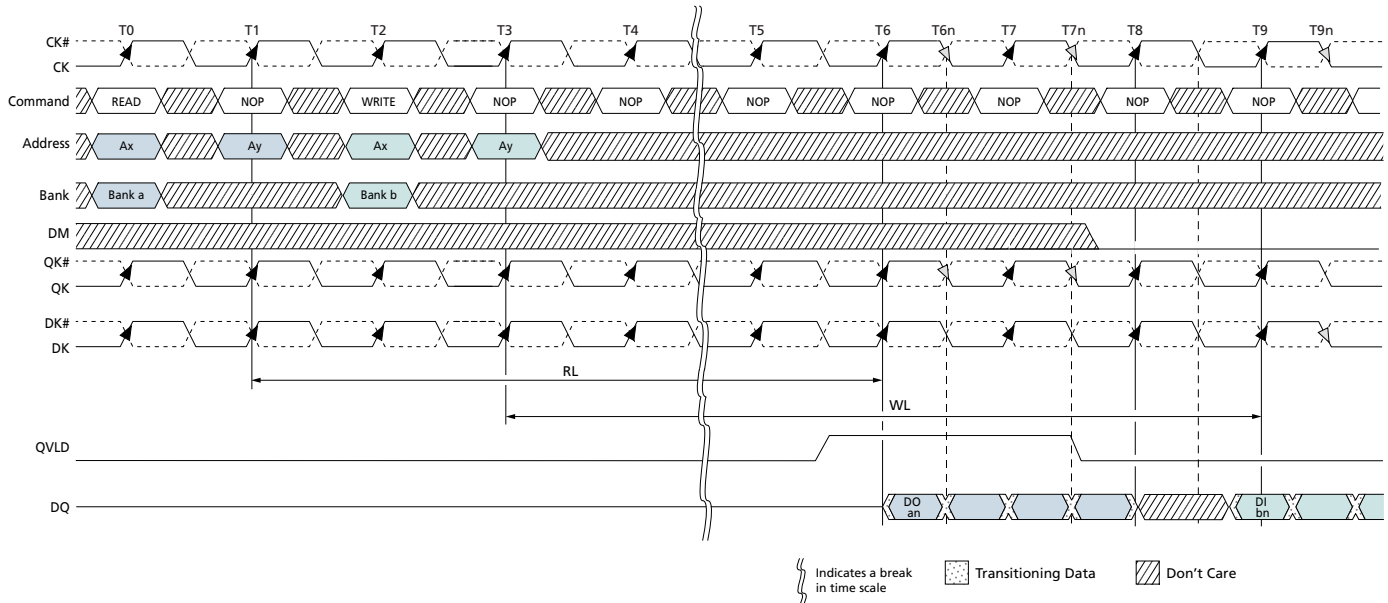 T0 T1 T2 T3 T4 T5 T6 T6n T7 T7n T8 T9 T9n
CK#
CK
Command READ NOP WRITE NOP NOP NOP NOP NOP NOP NOP
Address Ax Ay Ax Ay
Bank Bank a Bank b
DM
QK#
QK
DK#
DK
RL
WL
QVLD
DQ DO an DI bn
Indicates a break in time scale
Transitioning Data
Don't Care